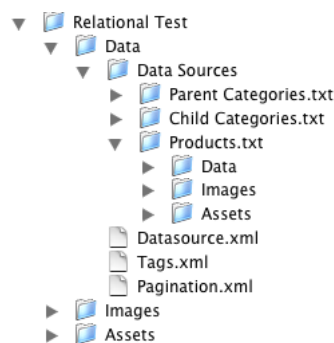 Relational Test
Data
Data Sources
Parent Categories.txt
Child Categories.txt
Products.txt
Data
Images
Assets
Datasource.xml
Tags.xml
Pagination.xml
Images
Assets